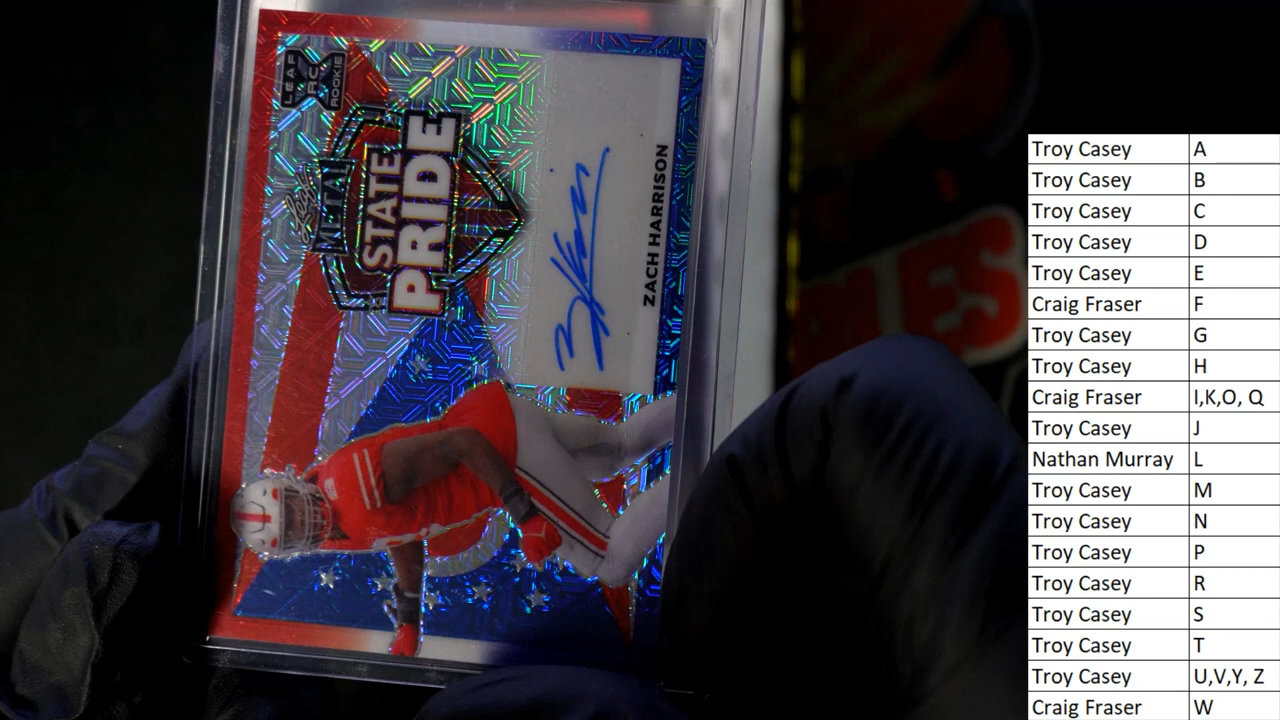 LEAF
RC
ROOKIE
Leaf
METAL
STATE
PRIDE
ZACH HARRISON
Troy Casey A
Troy Casey B
Troy Casey C
Troy Casey D
Troy Casey E
Craig Fraser F
Troy Casey G
Troy Casey H
Craig Fraser I,K,O, Q
Troy Casey J
Nathan Murray L
Troy Casey M
Troy Casey N
Troy Casey P
Troy Casey R
Troy Casey S
Troy Casey T
Troy Casey U,V,Y, Z
Craig Fraser W